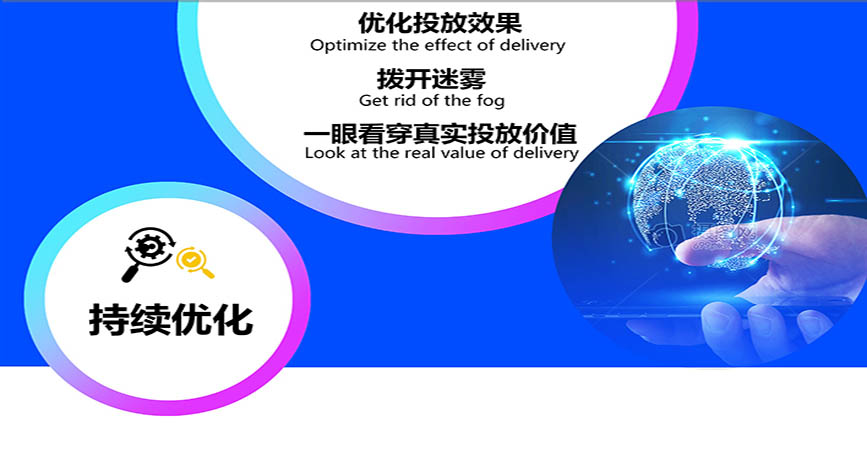 优化投放效果
Optimize the effect of delivery
拨开迷雾
Get rid of the fog
一眼看穿真实投放价值
Look at the real value of delivery
持续优化